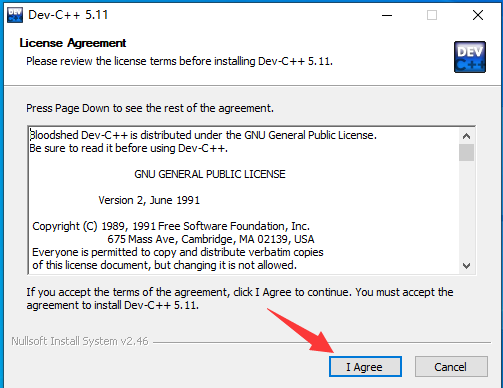 Dev-C++ 5.11
License Agreement
Please review the license terms before installing Dev-C++ 5.11.
DEV
C++
Press Page Down to see the rest of the agreement.
Bloodshed Dev-C++ is distributed under the GNU General Public License.
Be sure to read it before using Dev-C++.
GNU GENERAL PUBLIC LICENSE
Version 2, June 1991
Copyright (C) 1989, 1991 Free Software Foundation, Inc.
675 Mass Ave, Cambridge, MA 02139, USA
Everyone is permitted to copy and distribute verbatim copies
of this license document, but changing it is not allowed.
If you accept the terms of the agreement, click I Agree to continue. You must accept the
agreement to install Dev-C++ 5.11.
Nullsoft Install System v2.46
I Agree
Cancel